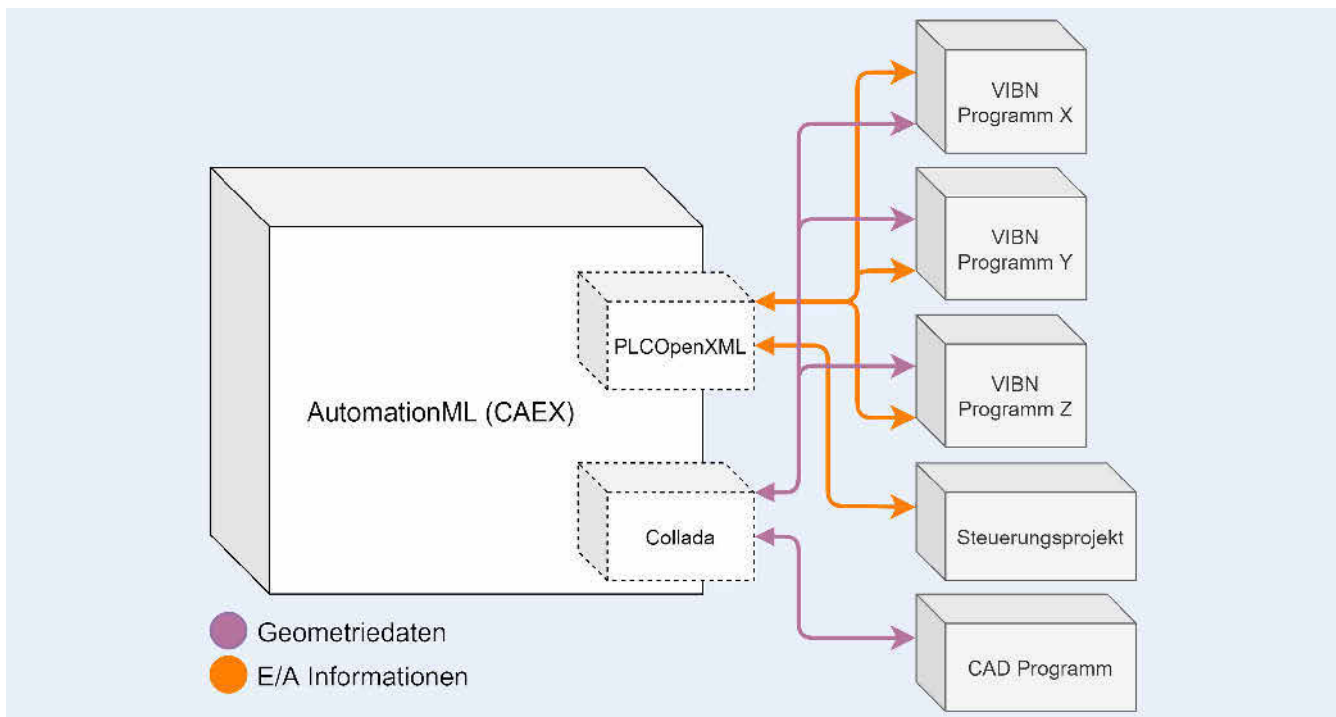 VIBN
Programm X
VIBN
Programm Y
PLCOpenXML
VIBN
Programm Z
AutomationML (CAEX)
Collada
Steuerungsprojekt
Geometriedaten
E/A Informationen
CAD Programm